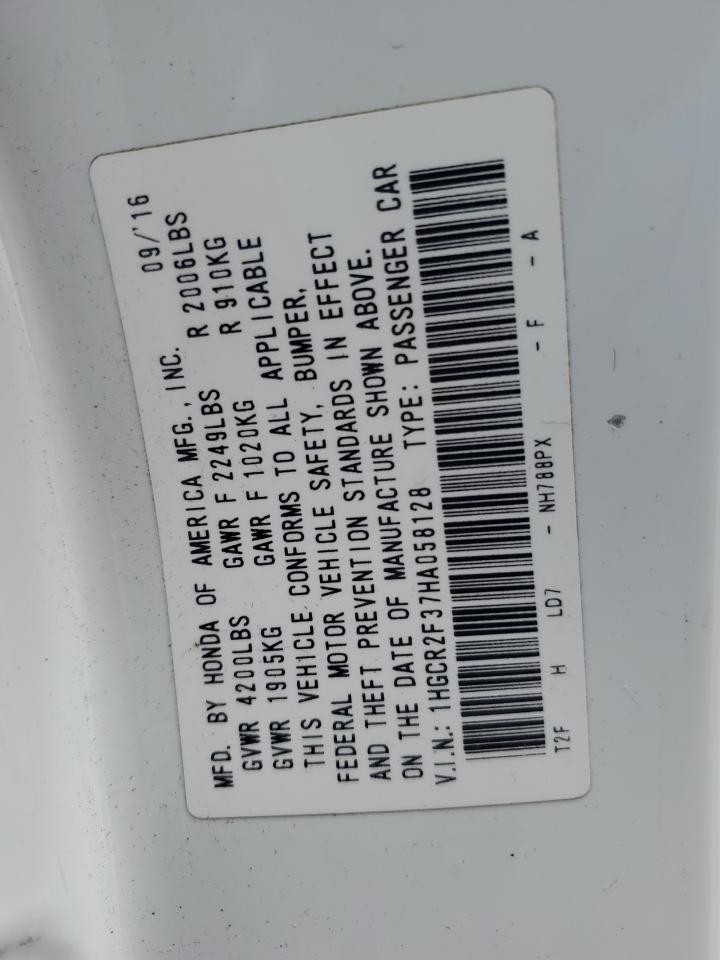 MFD. BY HONDA OF AMERICA MFG., INC. 09/'16
GVWR 4200LBS GAWR F 2249LBS R 2006LBS
GVWR 1905KG GAWR F 1020KG R 910KG
THIS VEHICLE CONFORMS TO ALL APPLICABLE
FEDERAL MOTOR VEHICLE SAFETY, BUMPER,
AND THEFT PREVENTION STANDARDS IN EFFECT
ON THE DATE OF MANUFACTURE SHOWN ABOVE.
V.I.N.: 1HGCR2F37HA058128 TYPE: PASSENGER CAR
T2F H LD7 - NH788PX - F - A